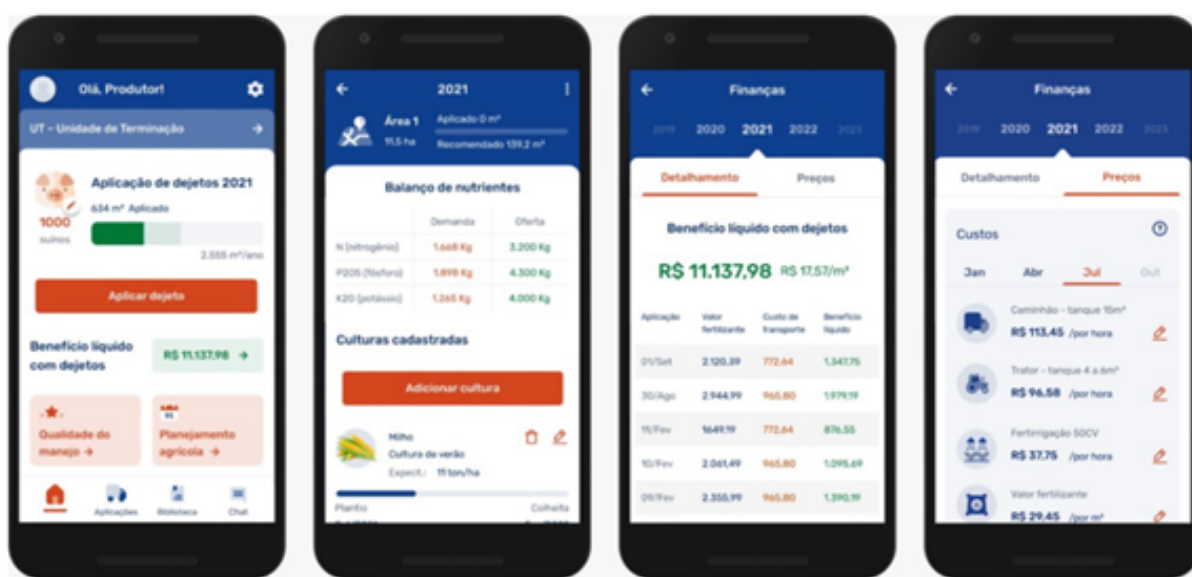 Olá, Produtor!
UT - Unidade de Terminação →
Aplicação de dejetos 2021
634 m³ Aplicado
1000
suínos
2.555 m³/ano
Aplicar dejeto
Benefício líquido
com dejetos
R$ 11.137,98 →
Qualidade do
manejo →
Planejamento
agrícola →
Aplicações
Biblioteca
Chat
2021
Área 1
11,5 ha
Aplicado 0 m³
Recomendado 139,2 m³
Balanço de nutrientes
Demanda Oferta
N (nitrogênio) 1.668 Kg 3.200 Kg
P2O5 (fósforo) 1.898 Kg 4.300 Kg
K2O (potássio) 1.265 Kg 4.000 Kg
Culturas cadastradas
Adicionar cultura
Milho
Cultura de verão
Expect.: 11 ton/ha
Plantio Colheita
Finanças
2019 2020 2021 2022 2023
Detalhamento Preços
Benefício líquido com dejetos
R$ 11.137,98 R$ 17,57/m³
Aplicação Valor fertilizante Custo de transporte Benefício líquido
01/Set 2.120,39 772,64 1.347,75
30/Ago 2.944,99 965,80 1.979,19
11/Fev 1649,19 772,64 876,55
10/Fev 2.061,49 965,80 1.095,69
09/Fev 2.355,99 965,80 1.390,19
Finanças
2019 2020 2021 2022 2023
Detalhamento Preços
Custos
Jan Abr Jul Out
Caminhão - tanque 15m³
R$ 113,45 /por hora
Trator - tanque 4 a 6m³
R$ 96,58 /por hora
Fertirrigação 50CV
R$ 37,75 /por hora
Valor fertilizante
R$ 29,45 /por m³